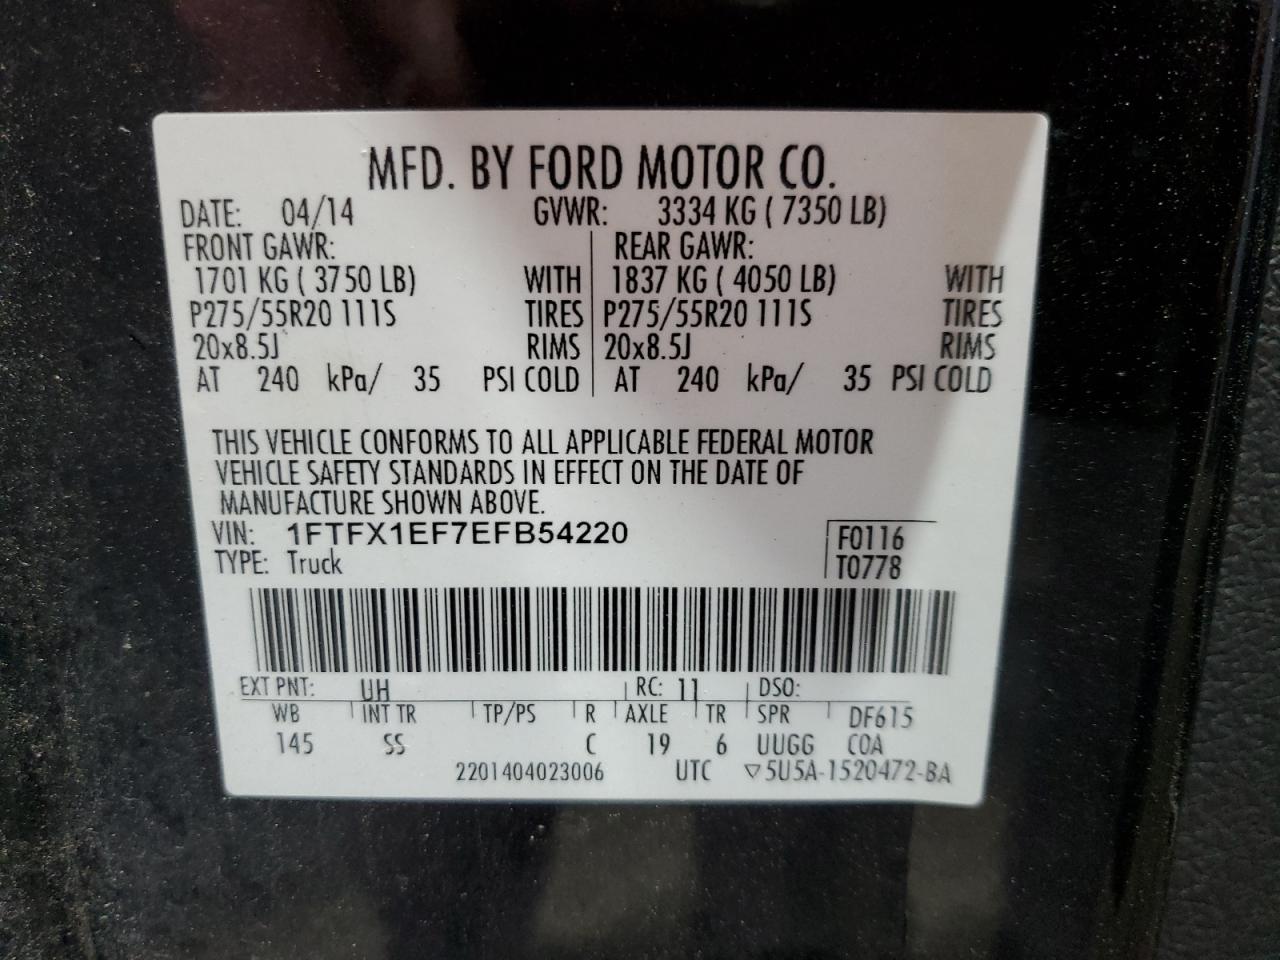 MFD. BY FORD MOTOR CO.
DATE: 04/14 GVWR: 3334 KG ( 7350 LB)
FRONT GAWR: REAR GAWR:
1701 KG ( 3750 LB) WITH 1837 KG ( 4050 LB) WITH
P275/55R20 111S TIRES P275/55R20 111S TIRES
20x8.5J RIMS 20x8.5J RIMS
AT 240 kPa/ 35 PSI COLD AT 240 kPa/ 35 PSI COLD
THIS VEHICLE CONFORMS TO ALL APPLICABLE FEDERAL MOTOR
VEHICLE SAFETY STANDARDS IN EFFECT ON THE DATE OF
MANUFACTURE SHOWN ABOVE.
VIN: 1FTFX1EF7EFB54220 F0116
TYPE: Truck T0778
EXT PNT: UH RC: 11 DSO:
WB INT TR TP/PS R AXLE TR SPR DF615
145 SS C 19 6 UUGG COA
2201404023006 UTC ▽5U5A-1520472-BA